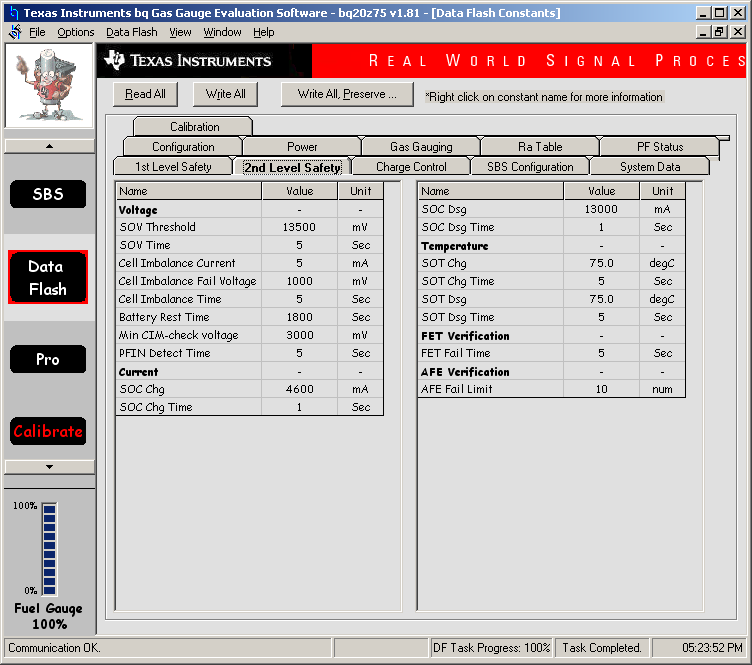 Texas Instruments bq Gas Gauge Evaluation Software - bq20z75 v1.81 - [Data Flash Constants]
File Options Data Flash View Window Help
TEXAS INSTRUMENTS REAL WORLD SIGNAL PROCES
Read All Write All Write All, Preserve ... *Right click on constant name for more information
Calibration
Configuration Power Gas Gauging Ra Table PF Status
1st Level Safety 2nd Level Safety Charge Control SBS Configuration System Data
SBS
Data
Flash
Pro
Calibrate
100%
0%
Fuel Gauge
100%
Name Value Unit
Voltage - -
SOV Threshold 13500 mV
SOV Time 5 Sec
Cell Imbalance Current 5 mA
Cell Imbalance Fail Voltage 1000 mV
Cell Imbalance Time 5 Sec
Battery Rest Time 1800 Sec
Min CIM-check voltage 3000 mV
PFIN Detect Time 5 Sec
Current - -
SOC Chg 4600 mA
SOC Chg Time 1 Sec
Name Value Unit
SOC Dsg 13000 mA
SOC Dsg Time 1 Sec
Temperature - -
SOT Chg 75.0 degC
SOT Chg Time 5 Sec
SOT Dsg 75.0 degC
SOT Dsg Time 5 Sec
FET Verification - -
FET Fail Time 5 Sec
AFE Verification - -
AFE Fail Limit 10 num
Communication OK. DF Task Progress: 100% Task Completed. 05:23:52 PM